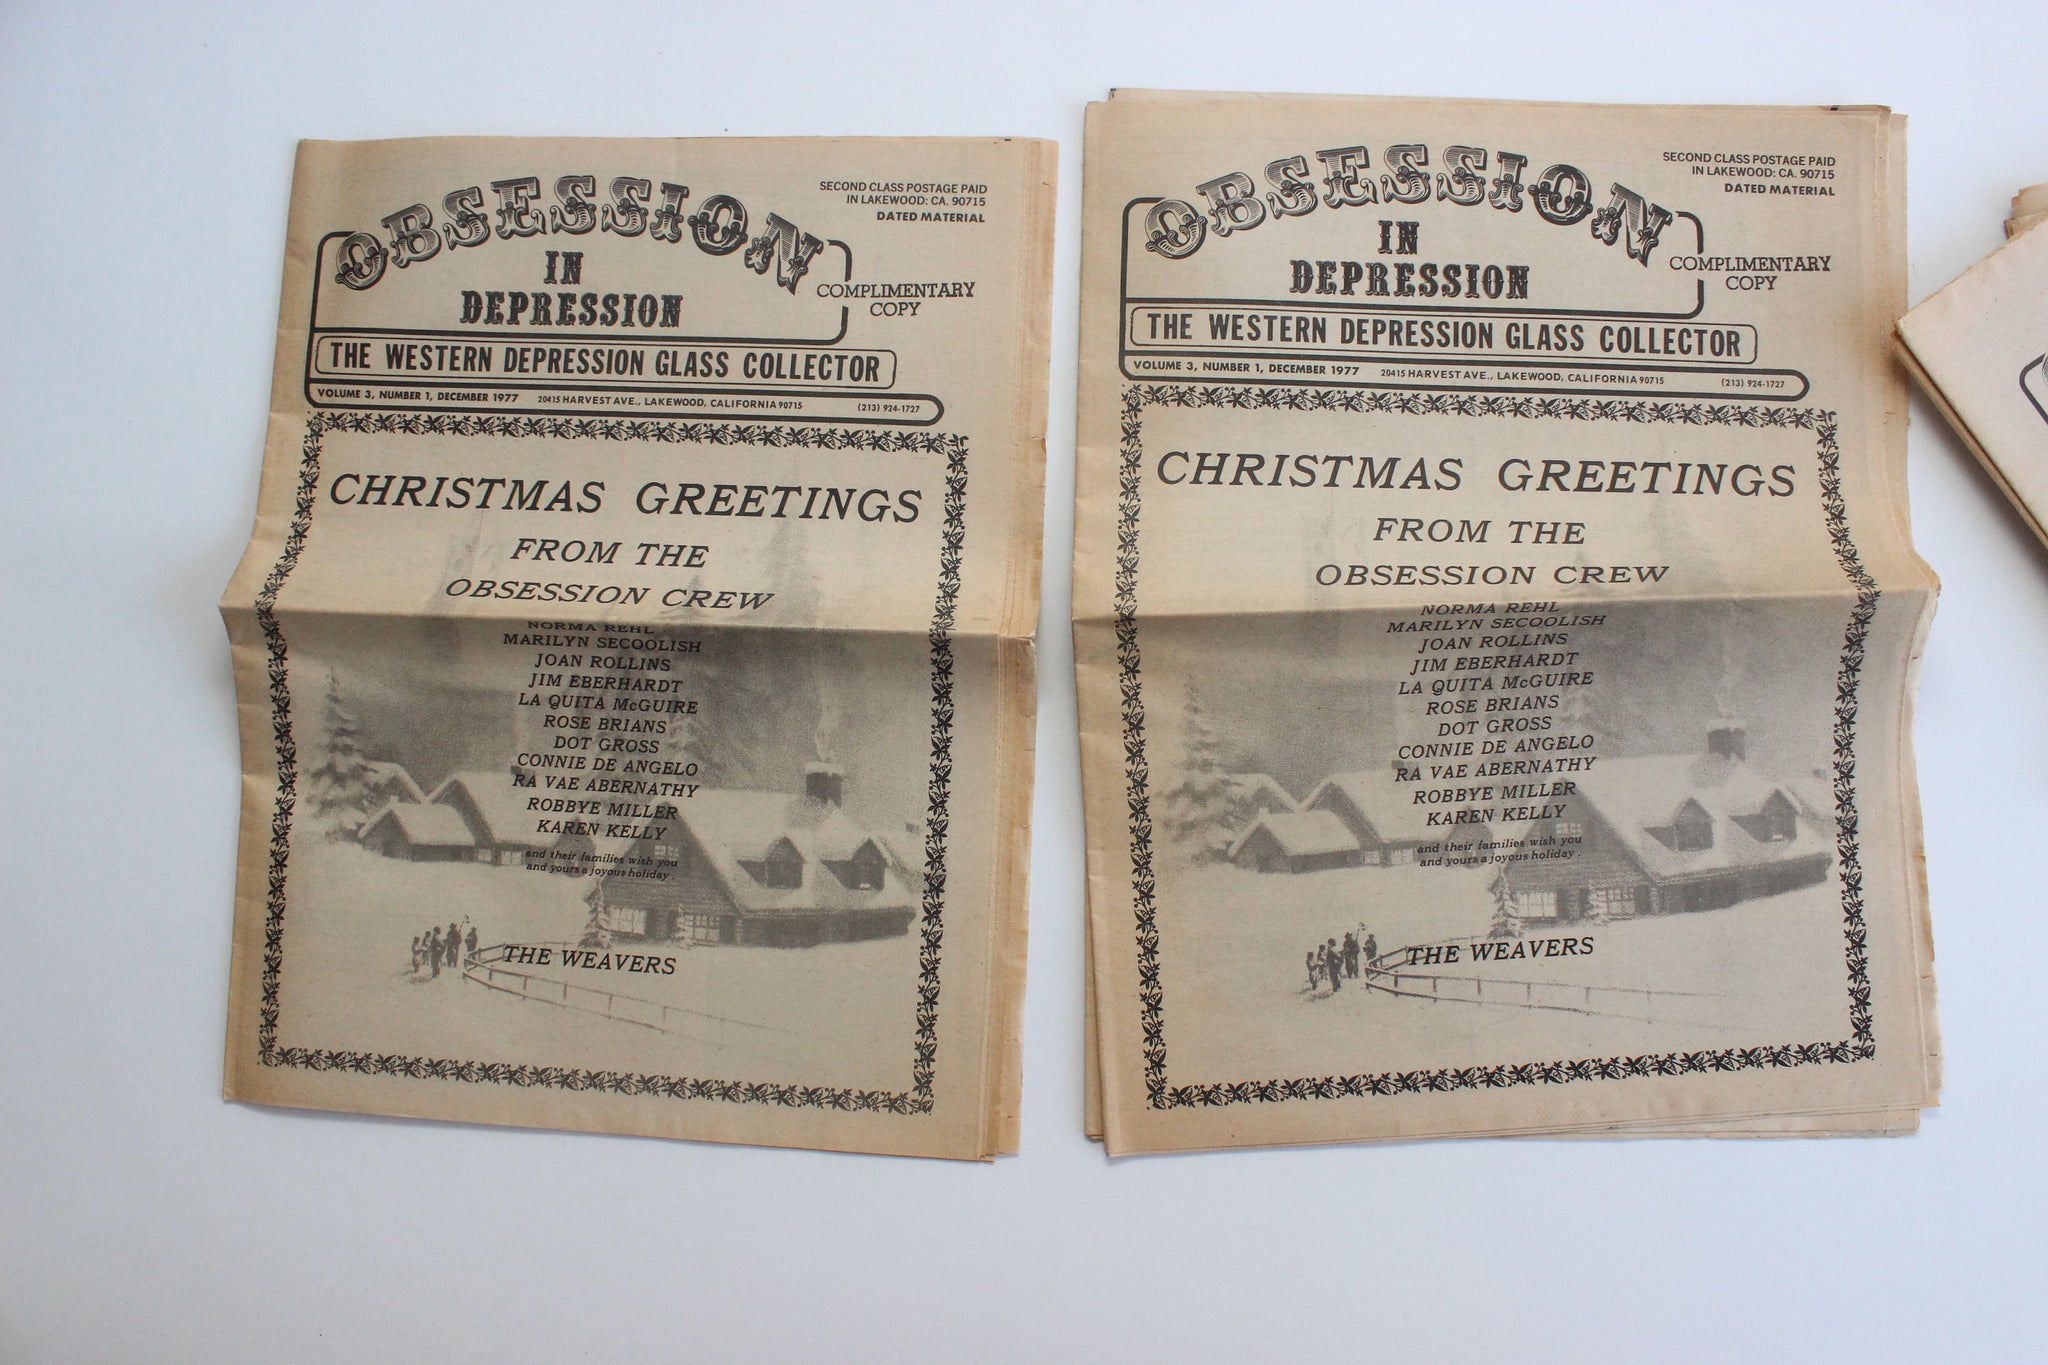 OBSESSION
IN
DEPRESSION
SECOND CLASS POSTAGE PAID
IN LAKEWOOD: CA. 90715
DATED MATERIAL
COMPLIMENTARY
COPY
THE WESTERN DEPRESSION GLASS COLLECTOR
VOLUME 3, NUMBER 1, DECEMBER 1977 20415 HARVEST AVE., LAKEWOOD, CALIFORNIA 90715 (213) 924-1727
CHRISTMAS GREETINGS
FROM THE
OBSESSION CREW
NORMA REHL
MARILYN SECOOLISH
JOAN ROLLINS
JIM EBERHARDT
LA QUITA McGUIRE
ROSE BRIANS
DOT GROSS
CONNIE DE ANGELO
RA VAE ABERNATHY
ROBBYE MILLER
KAREN KELLY
and their families wish you
and yours a joyous holiday.
THE WEAVERS
OBSESSION
IN
DEPRESSION
SECOND CLASS POSTAGE PAID
IN LAKEWOOD: CA. 90715
DATED MATERIAL
COMPLIMENTARY
COPY
THE WESTERN DEPRESSION GLASS COLLECTOR
VOLUME 3, NUMBER 1, DECEMBER 1977 20415 HARVEST AVE., LAKEWOOD, CALIFORNIA 90715 (213) 924-1727
CHRISTMAS GREETINGS
FROM THE
OBSESSION CREW
NORMA REHL
MARILYN SECOOLISH
JOAN ROLLINS
JIM EBERHARDT
LA QUITA McGUIRE
ROSE BRIANS
DOT GROSS
CONNIE DE ANGELO
RA VAE ABERNATHY
ROBBYE MILLER
KAREN KELLY
and their families wish you
and yours a joyous holiday.
THE WEAVERS